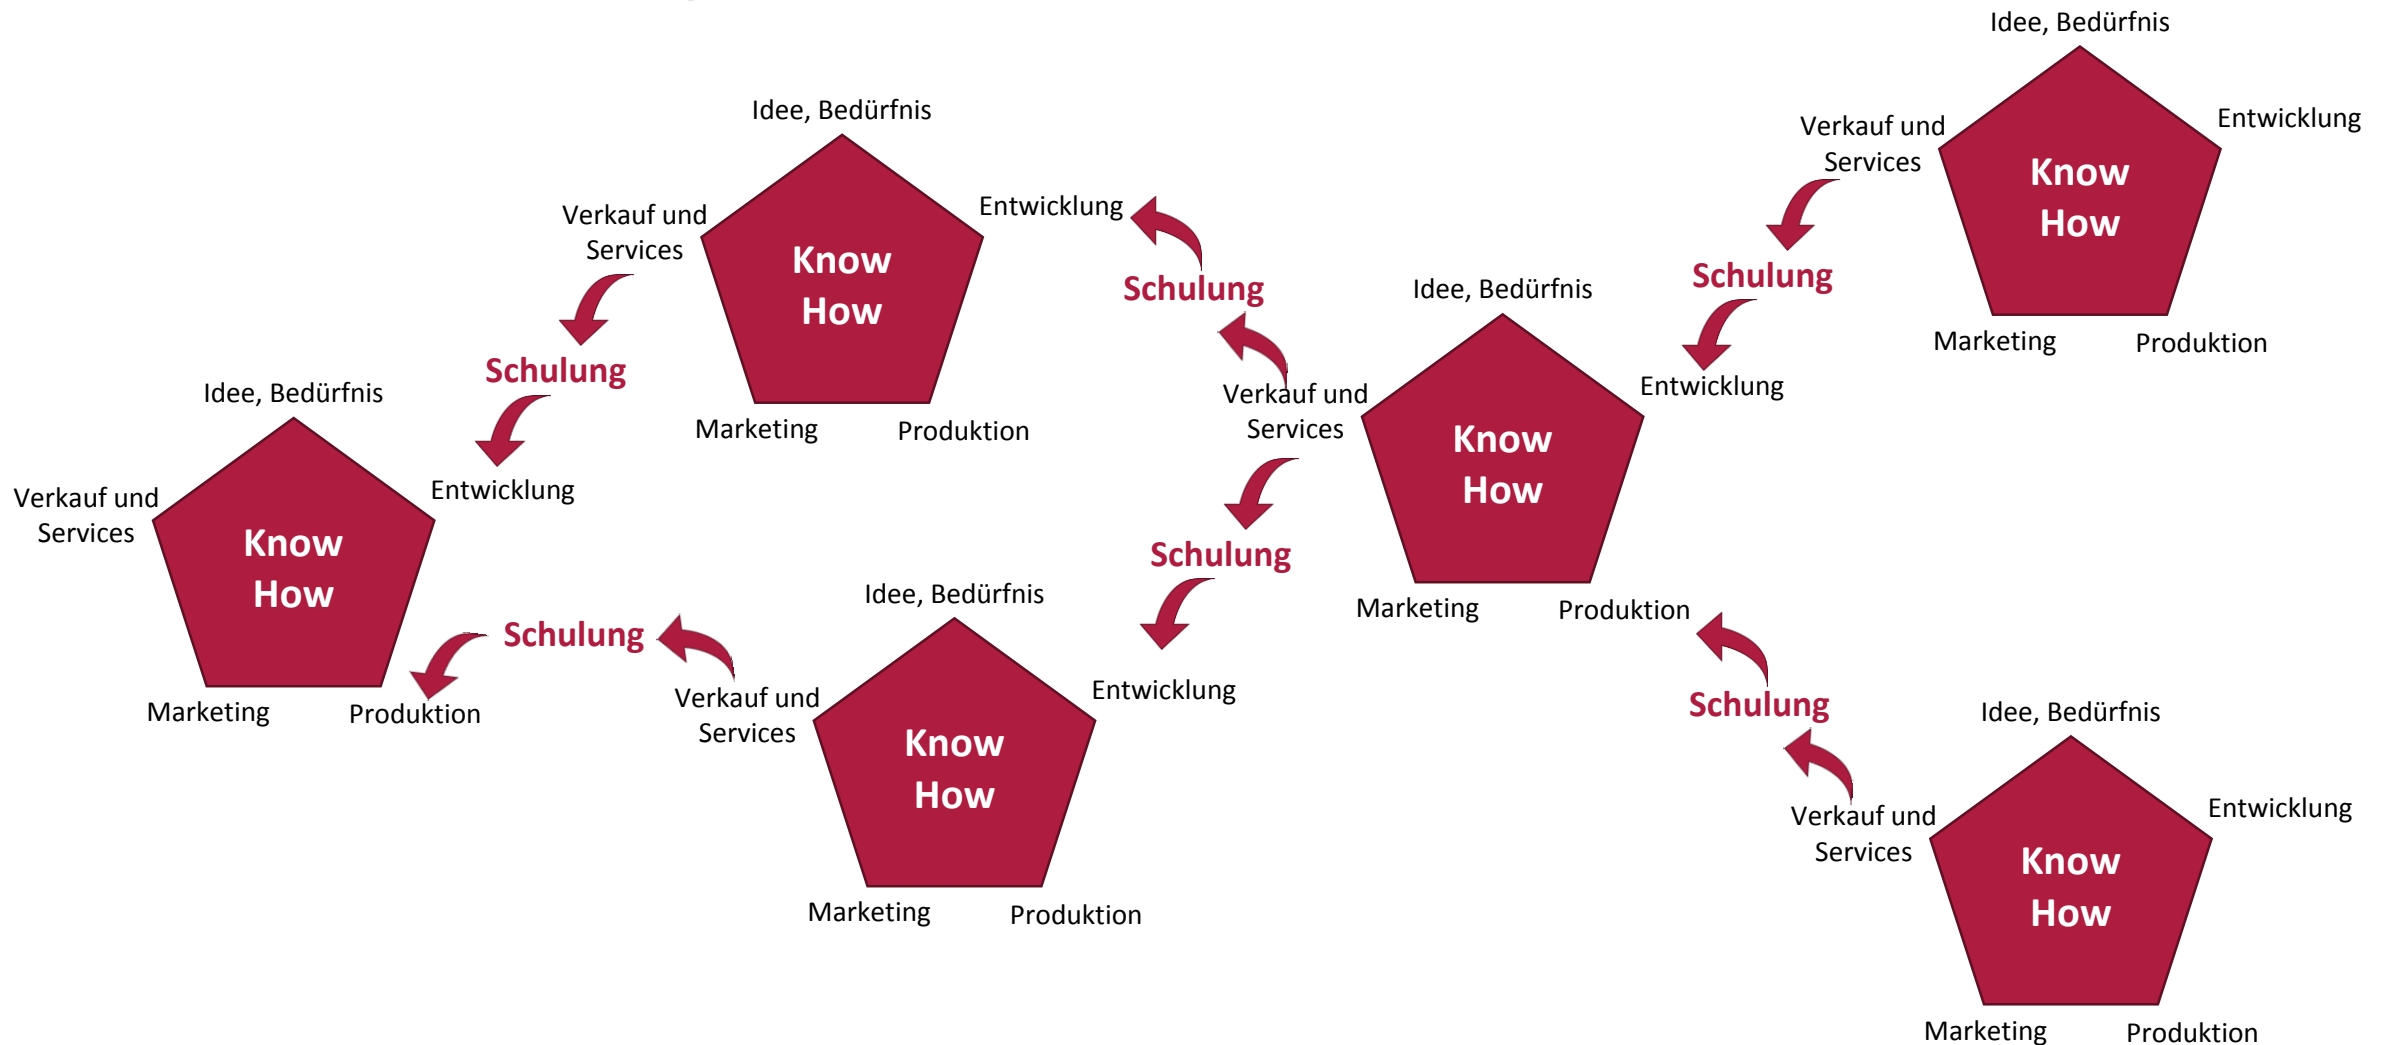 Idee, Bedürfnis
Verkauf und
Services
Entwicklung
Know
How
Marketing
Produktion
Schulung
Idee, Bedürfnis
Verkauf und
Services
Entwicklung
Know
How
Marketing
Produktion
Schulung
Schulung
Idee, Bedürfnis
Verkauf und
Services
Entwicklung
Know
How
Marketing
Produktion
Schulung
Idee, Bedürfnis
Verkauf und
Services
Entwicklung
Know
How
Marketing
Produktion
Schulung
Schulung
Idee, Bedürfnis
Verkauf und
Services
Entwicklung
Know
How
Marketing
Produktion
Idee, Bedürfnis
Verkauf und
Services
Entwicklung
Know
How
Marketing
Produktion